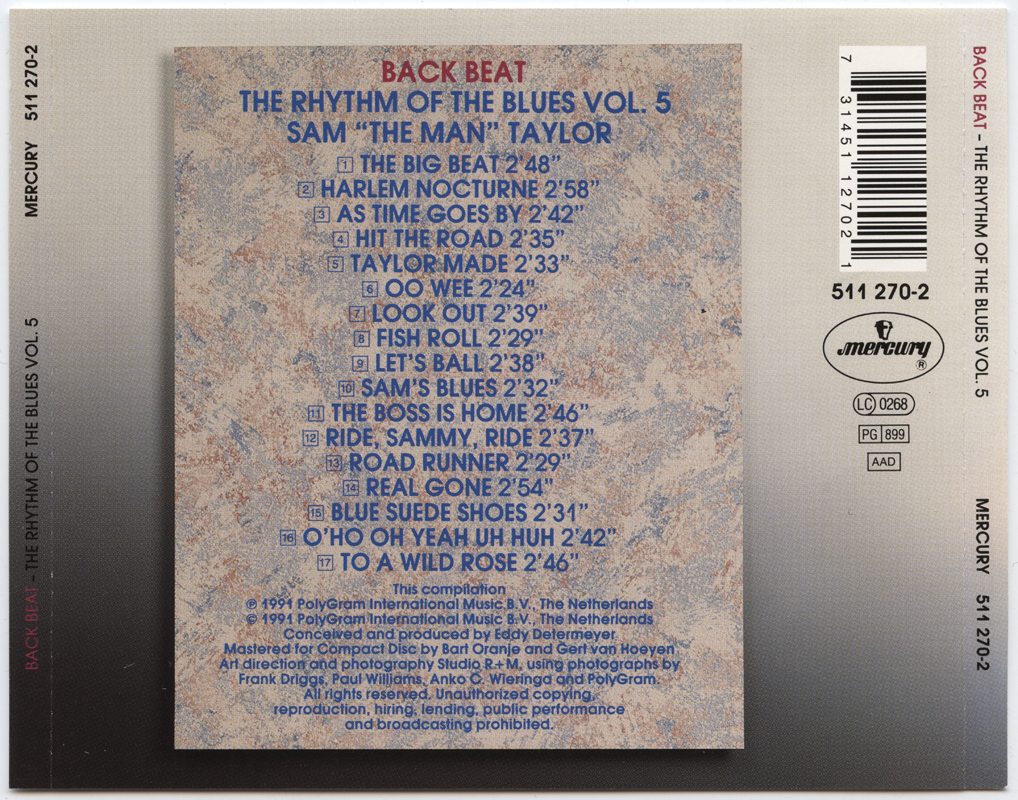 MERCURY 511 270-2
BACK BEAT – THE RHYTHM OF THE BLUES VOL. 5
BACK BEAT
THE RHYTHM OF THE BLUES VOL. 5
SAM “THE MAN” TAYLOR
1 THE BIG BEAT 2'48”
2 HARLEM NOCTURNE 2'58”
3 AS TIME GOES BY 2'42”
4 HIT THE ROAD 2'35”
5 TAYLOR MADE 2'33”
6 OO WEE 2'24”
7 LOOK OUT 2'39”
8 FISH ROLL 2'29”
9 LET'S BALL 2'38”
10 SAM'S BLUES 2'32”
11 THE BOSS IS HOME 2'46”
12 RIDE, SAMMY, RIDE 2'37”
13 ROAD RUNNER 2'29”
14 REAL GONE 2'54”
15 BLUE SUEDE SHOES 2'31”
16 O'HO OH YEAH UH HUH 2'42”
17 TO A WILD ROSE 2'46”
This compilation
℗ 1991 PolyGram International Music B.V., The Netherlands
© 1991 PolyGram International Music B.V., The Netherlands
Conceived and produced by Eddy Determeyer
Mastered for Compact Disc by Bart Oranje and Gert van Hoeyen
Art direction and photography Studio R.+M, using photographs by
Frank Driggs, Paul Williams, Anko C. Wieringa and PolyGram.
All rights reserved. Unauthorized copying,
reproduction, hiring, lending, public performance
and broadcasting prohibited.
7 31451 12702 1
511 270-2
mercury ®
LC 0268
PG 899
AAD
BACK BEAT – THE RHYTHM OF THE BLUES VOL. 5
MERCURY 511 270-2